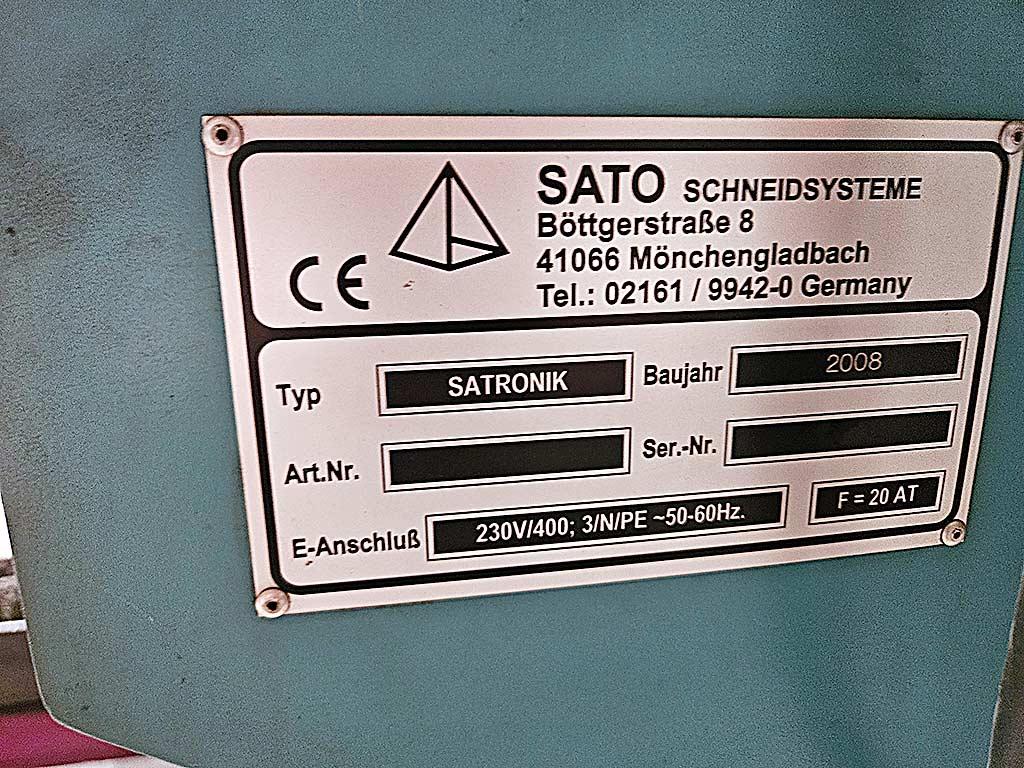 SATO SCHNEIDSYSTEME
Böttgerstraße 8
41066 Mönchengladbach
Tel.: 02161 / 9942-0 Germany
CE
Typ SATRONIK Baujahr 2008
Art.Nr. Ser.-Nr.
E-Anschluß 230V/400; 3/N/PE ~50-60Hz. F = 20 AT